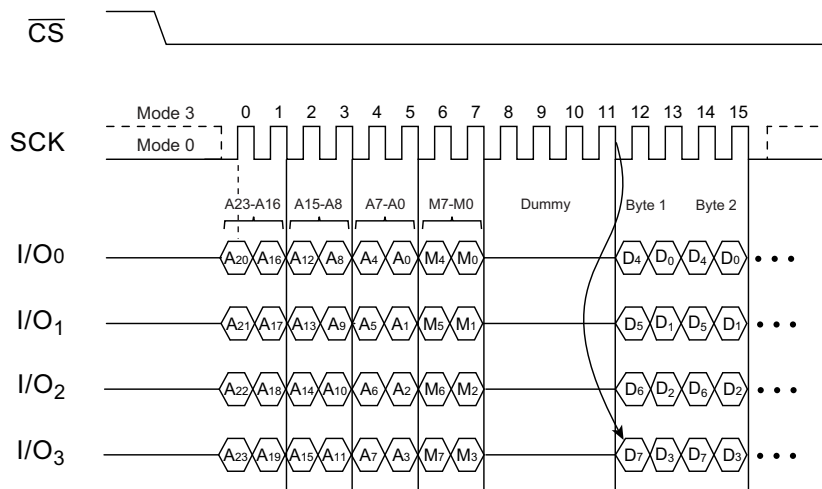 CS
Mode 3 0 1 2 3 4 5 6 7 8 9 10 11 12 13 14 15
SCK
Mode 0
A23-A16 A15-A8 A7-A0 M7-M0 Dummy Byte 1 Byte 2
I/O0 A20 A16 A12 A8 A4 A0 M4 M0 D4 D0 D4 D0 •••
I/O1 A21 A17 A13 A9 A5 A1 M5 M1 D5 D1 D5 D1 •••
I/O2 A22 A18 A14 A10 A6 A2 M6 M2 D6 D2 D6 D2 •••
I/O3 A23 A19 A15 A11 A7 A3 M7 M3 D7 D3 D7 D3 •••